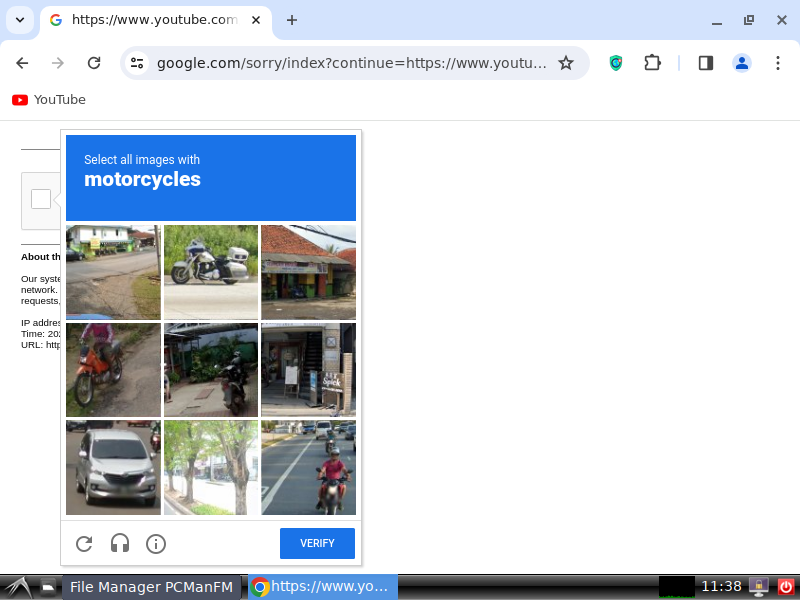 https://www.youtube.com
google.com/sorry/index?continue=https://www.youtu...
YouTube
Select all images with
motorcycles
About th
Our syste
network.
requests,
IP addres
Time: 202
URL: http
VERIFY
File Manager PCManFM
https://www.yo...
11:38